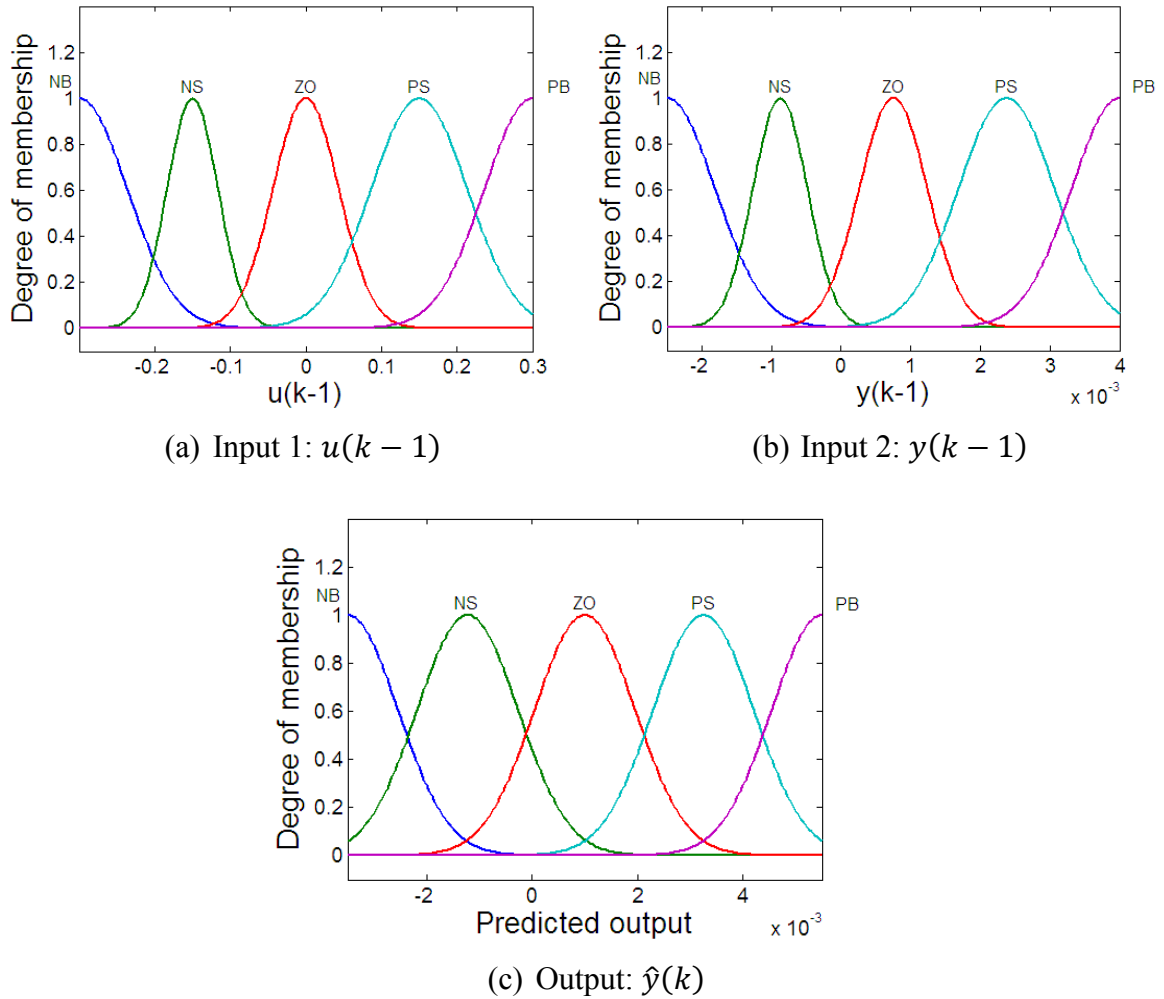 Degree of membership
1.2
1
0.8
0.6
0.4
0.2
0
NB
NS
ZO
PS
PB
-0.2
-0.1
0
0.1
0.2
0.3
u(k-1)
(a) Input 1: u(k − 1)
Degree of membership
1.2
1
0.8
0.6
0.4
0.2
0
NB
NS
ZO
PS
PB
-2
-1
0
1
2
3
4
x 10⁻³
y(k-1)
(b) Input 2: y(k − 1)
Degree of membership
1.2
1
0.8
0.6
0.4
0.2
0
NB
NS
ZO
PS
PB
-2
0
2
4
x 10⁻³
Predicted output
(c) Output: ŷ(k)